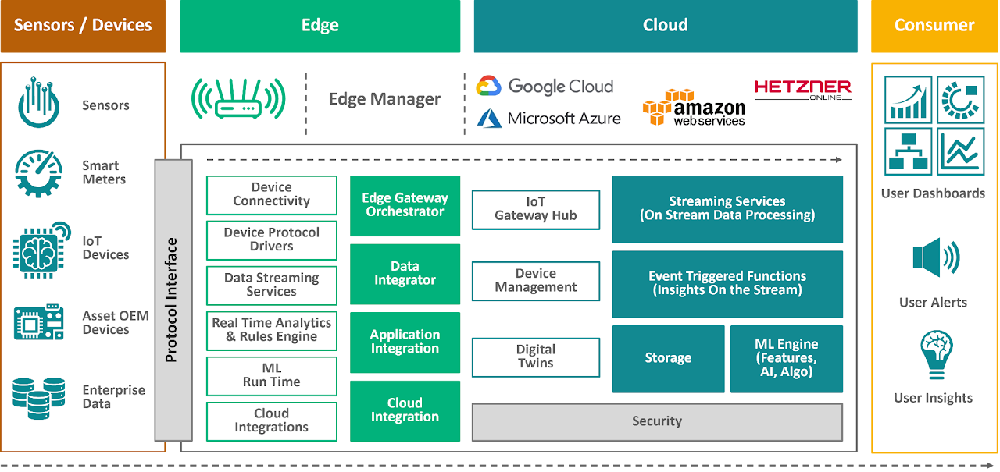 Sensors / Devices
Edge
Cloud
Consumer
Sensors
Smart
Meters
IoT
Devices
Asset OEM
Devices
Enterprise
Data
Protocol Interface
Edge Manager
Google Cloud
Microsoft Azure
amazon
web services
HETZNER
ONLINE
Device
Connectivity
Device Protocol
Drivers
Data Streaming
Services
Real Time Analytics
& Rules Engine
ML
Run Time
Cloud
Integrations
Edge Gateway
Orchestrator
Data
Integrator
Application
Integration
Cloud
Integration
IoT
Gateway Hub
Device
Management
Digital
Twins
Streaming Services
(On Stream Data Processing)
Event Triggered Functions
(Insights On the Stream)
Storage
ML Engine
(Features,
AI, Algo)
Security
User Dashboards
User Alerts
User Insights